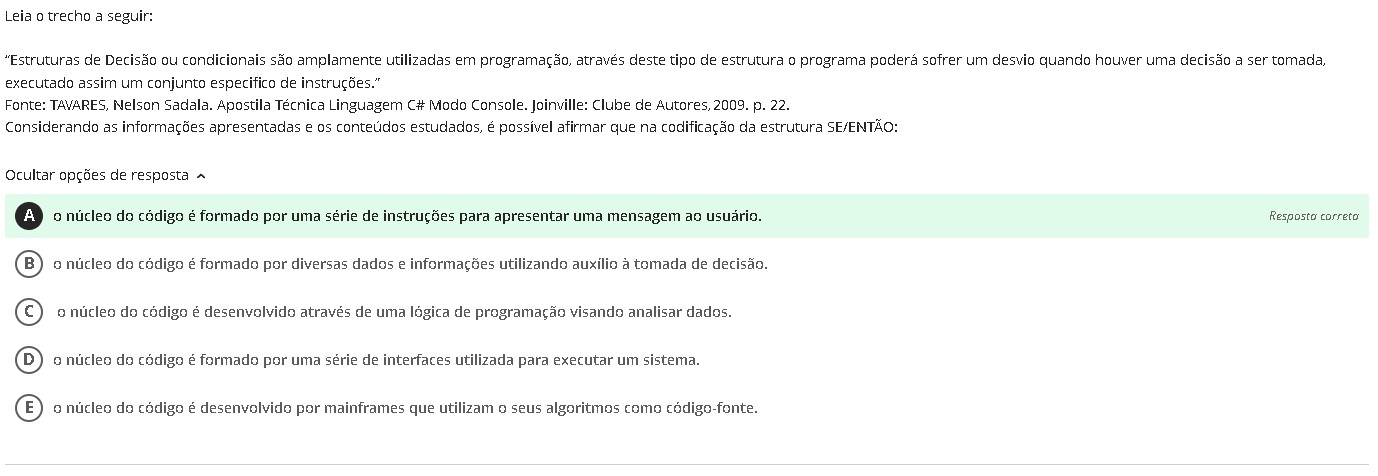 Leia o trecho a seguir:
“Estruturas de Decisão ou condicionais são amplamente utilizadas em programação, através deste tipo de estrutura o programa poderá sofrer um desvio quando houver uma decisão a ser tomada,
executado assim um conjunto especifico de instruções.”
Fonte: TAVARES, Nelson Sadala. Apostila Técnica Linguagem C# Modo Console. Joinville: Clube de Autores, 2009. p. 22.
Considerando as informações apresentadas e os conteúdos estudados, é possível afirmar que na codificação da estrutura SE/ENTÃO:
Ocultar opções de resposta
A o núcleo do código é formado por uma série de instruções para apresentar uma mensagem ao usuário. Resposta correta
B o núcleo do código é formado por diversas dados e informações utilizando auxílio à tomada de decisão.
C o núcleo do código é desenvolvido através de uma lógica de programação visando analisar dados.
D o núcleo do código é formado por uma série de interfaces utilizada para executar um sistema.
E o núcleo do código é desenvolvido por mainframes que utilizam o seus algoritmos como código-fonte.